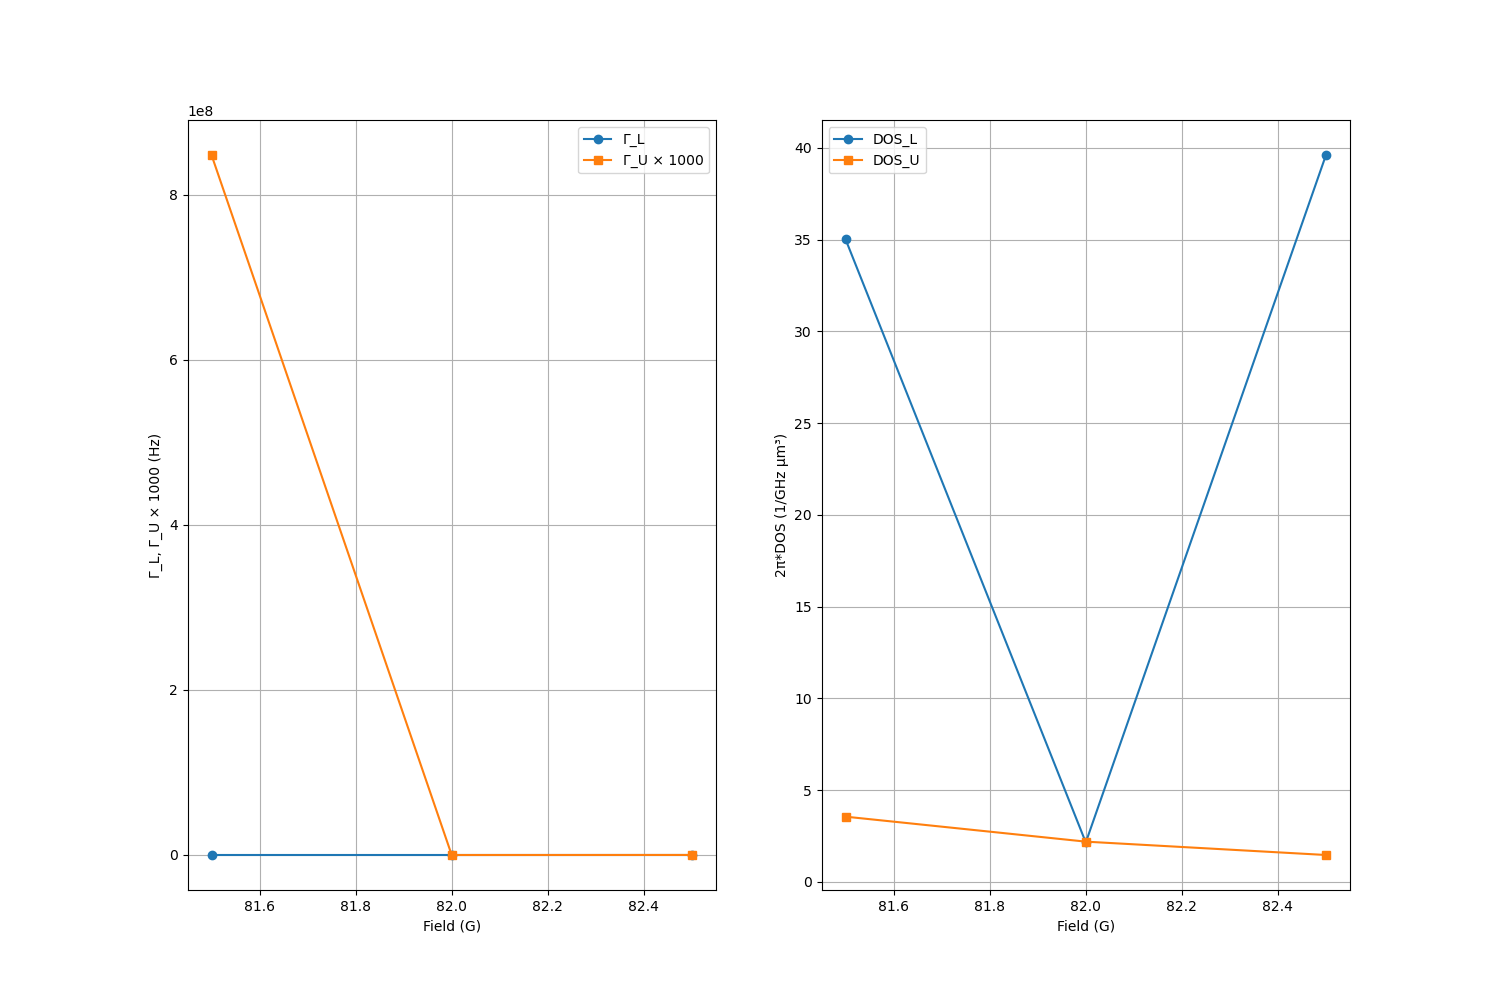 1e8
Γ_L
Γ_U × 1000
8
6
4
2
0
Γ_L, Γ_U × 1000 (Hz)
81.6 81.8 82.0 82.2 82.4
Field (G)
DOS_L
DOS_U
40
35
30
25
20
15
10
5
0
2π*DOS (1/GHz μm³)
81.6 81.8 82.0 82.2 82.4
Field (G)